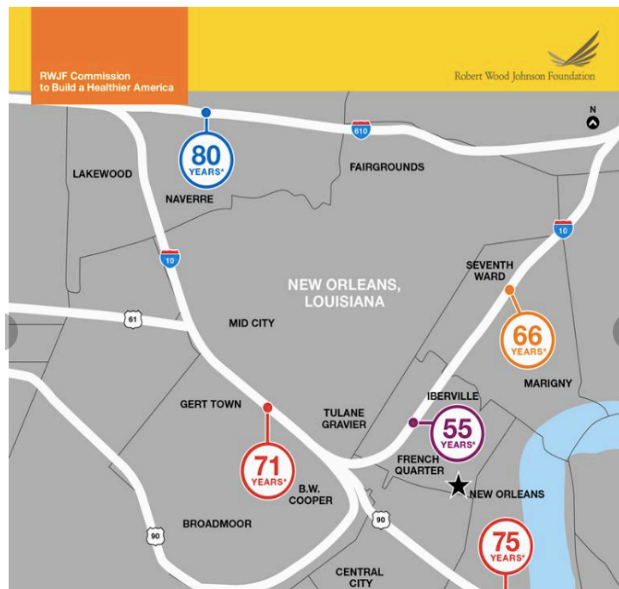 RWJF Commission
to Build a Healthier America
Robert Wood Johnson Foundation
N
610
80
YEARS*
LAKEWOOD
FAIRGROUNDS
NAVERRE
10
10
SEVENTH
WARD
NEW ORLEANS,
LOUISIANA
61
MID CITY
66
YEARS*
MARIGNY
IBERVILLE
GERT TOWN
TULANE
GRAVIER
55
YEARS*
71
YEARS*
FRENCH
QUARTER
B.W.
COOPER
NEW ORLEANS
BROADMOOR
90
90
75
YEARS*
CENTRAL
CITY